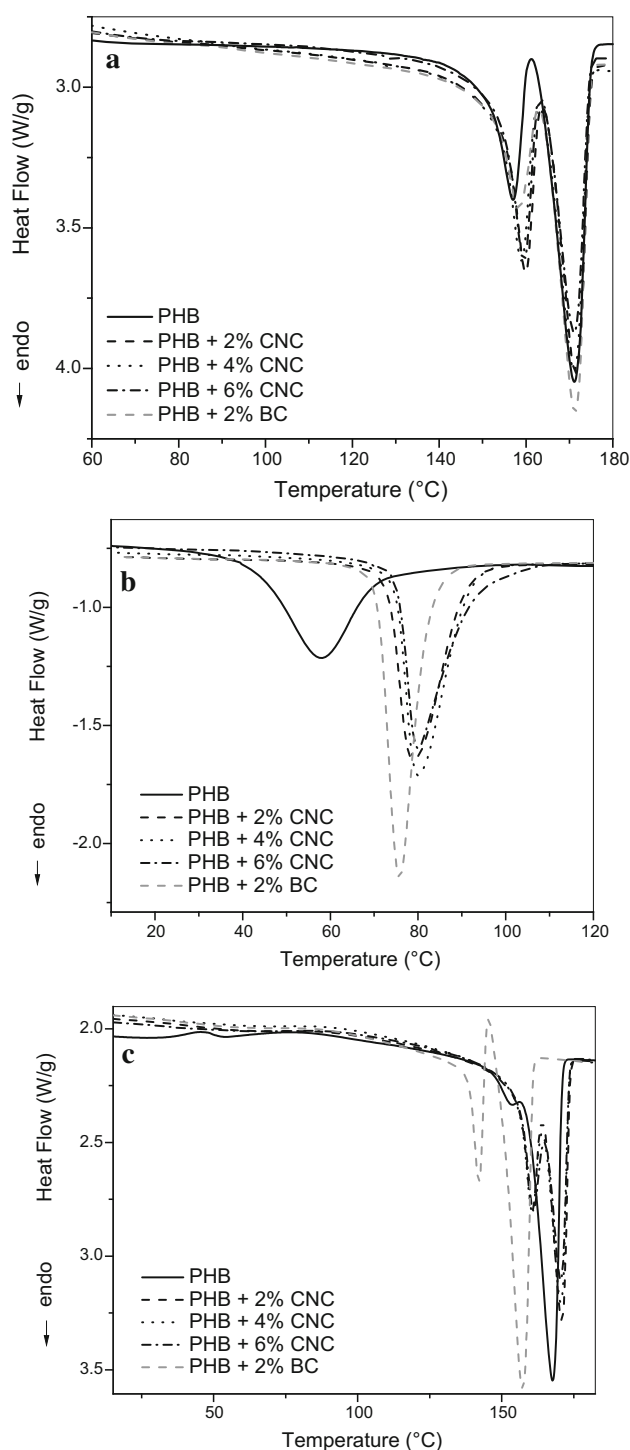 a
3.0
3.5
4.0
Heat Flow (W/g)
← endo
PHB
PHB + 2% CNC
PHB + 4% CNC
PHB + 6% CNC
PHB + 2% BC
60 80 100 120 140 160 180
Temperature (°C)
b
-1.0
-1.5
-2.0
Heat Flow (W/g)
← endo
PHB
PHB + 2% CNC
PHB + 4% CNC
PHB + 6% CNC
PHB + 2% BC
20 40 60 80 100 120
Temperature (°C)
c
2.0
2.5
3.0
3.5
Heat Flow (W/g)
← endo
PHB
PHB + 2% CNC
PHB + 4% CNC
PHB + 6% CNC
PHB + 2% BC
50 100 150
Temperature (°C)